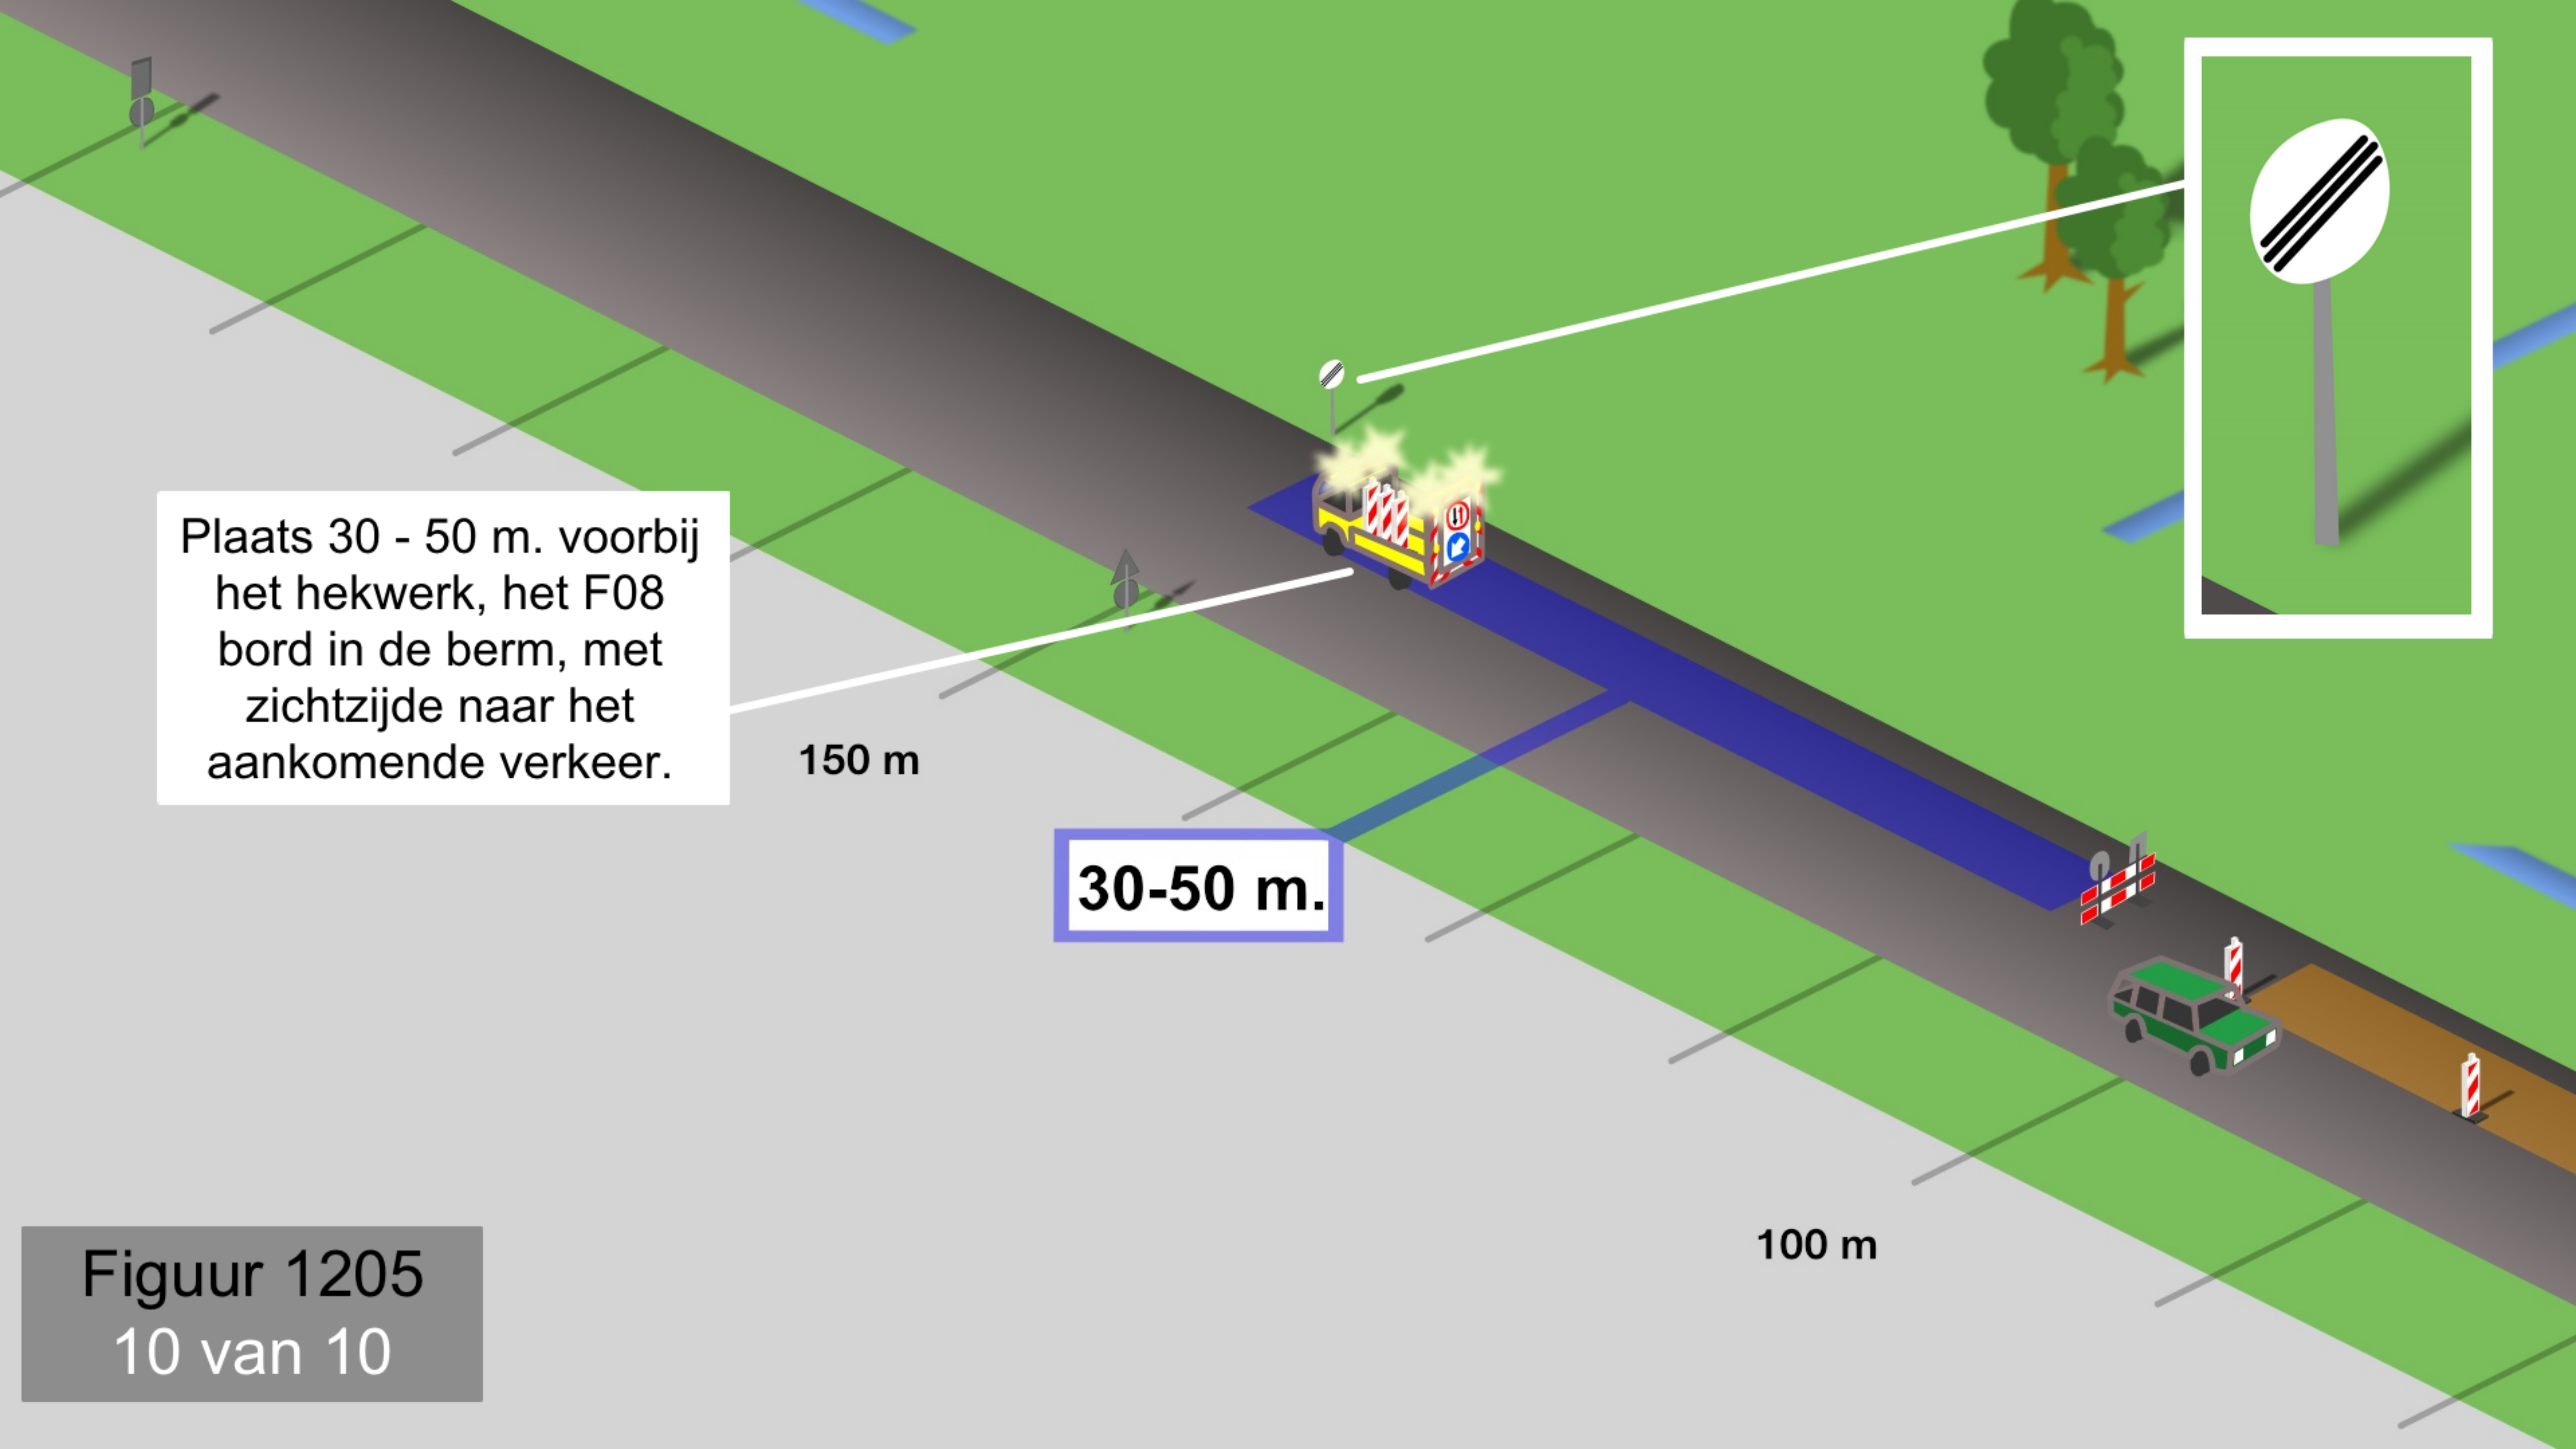 Plaats 30 - 50 m. voorbij
het hekwerk, het F08
bord in de berm, met
zichtzijde naar het
aankomende verkeer.
150 m
30-50 m.
100 m
Figuur 1205
10 van 10